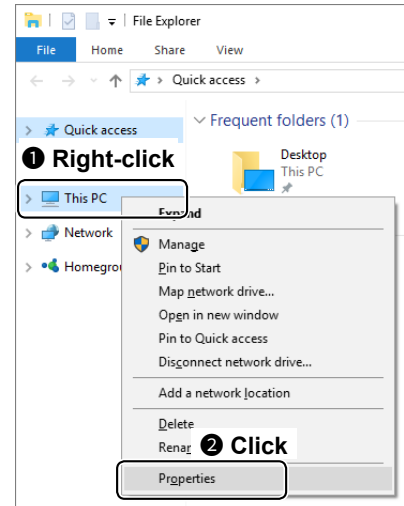 File Explorer
File Home Share View
Quick access
Quick access
Frequent folders (1)
❶ Right-click
Desktop
This PC
This PC
Expand
Network
Manage
Homegrou
Pin to Start
Map network drive...
Open in new window
Pin to Quick access
Disconnect network drive...
Add a network location
Delete
Renam
❷ Click
Properties